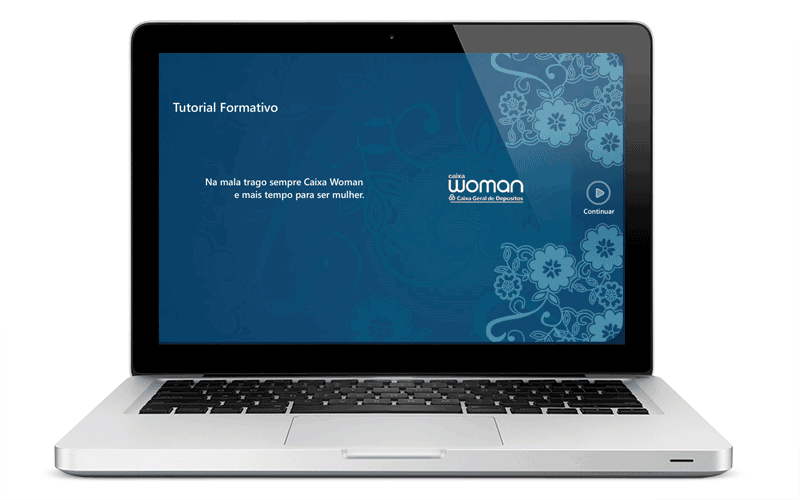 Tutorial Formativo
Na mala trago sempre Caixa Woman
e mais tempo para ser mulher.
caixa
woman
Caixa Geral de Depositos
Continuar